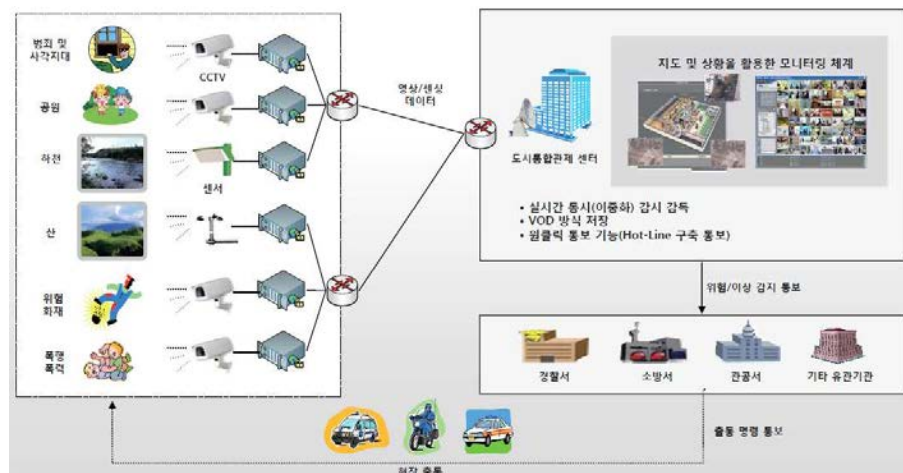 범죄 및
사각지대
CCTV
공원
하천
센서
산
위험
화재
폭행
폭력
영상/센싱
데이터
도시통합관제 센터
지도 및 상황을 활용한 모니터링 체계
• 실시간 동시(이중화) 감시 감독
• VOD 방식 저장
• 원클릭 통보 기능(Hot-Line 구축 통보)
위험/이상 감지 통보
경찰서
소방서
관공서
기타 유관기관
출동 명령 통보
현장 출동